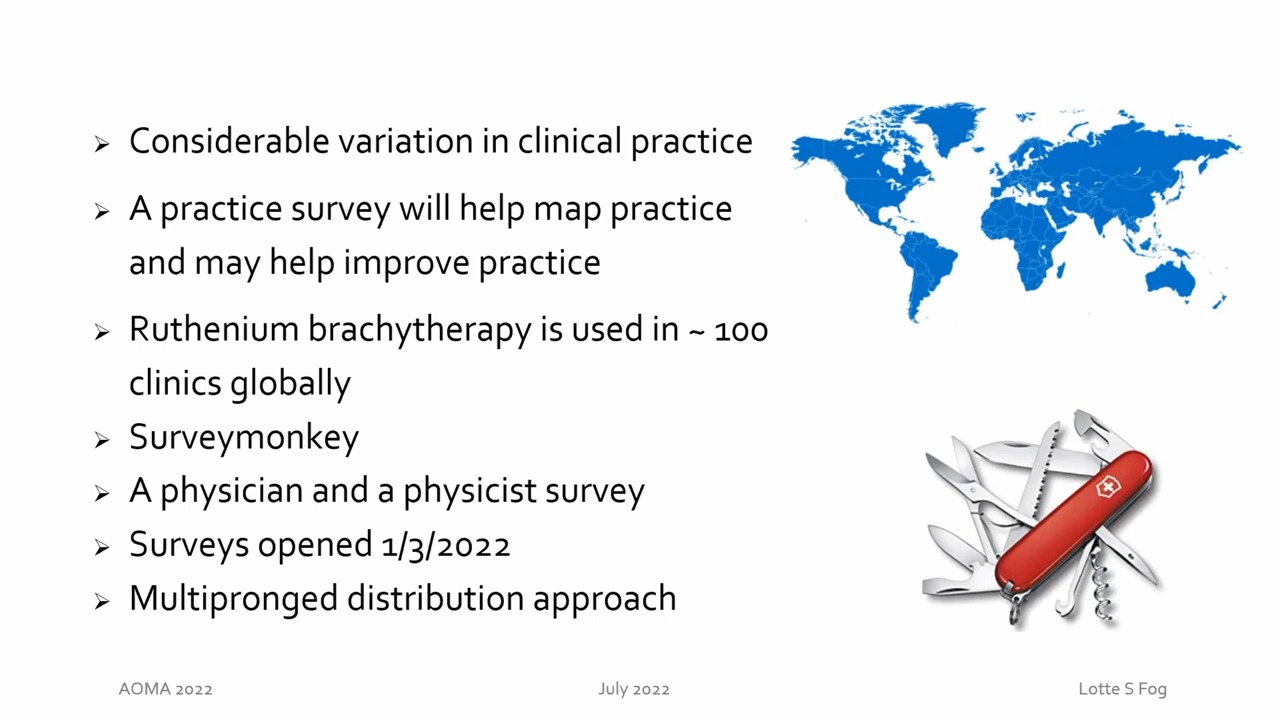 Considerable variation in clinical practice
A practice survey will help map practice
and may help improve practice
Ruthenium brachytherapy is used in ~ 100
clinics globally
Surveymonkey
A physician and a physicist survey
Surveys opened 1/3/2022
Multipronged distribution approach
AOMA 2022
July 2022
Lotte S Fog